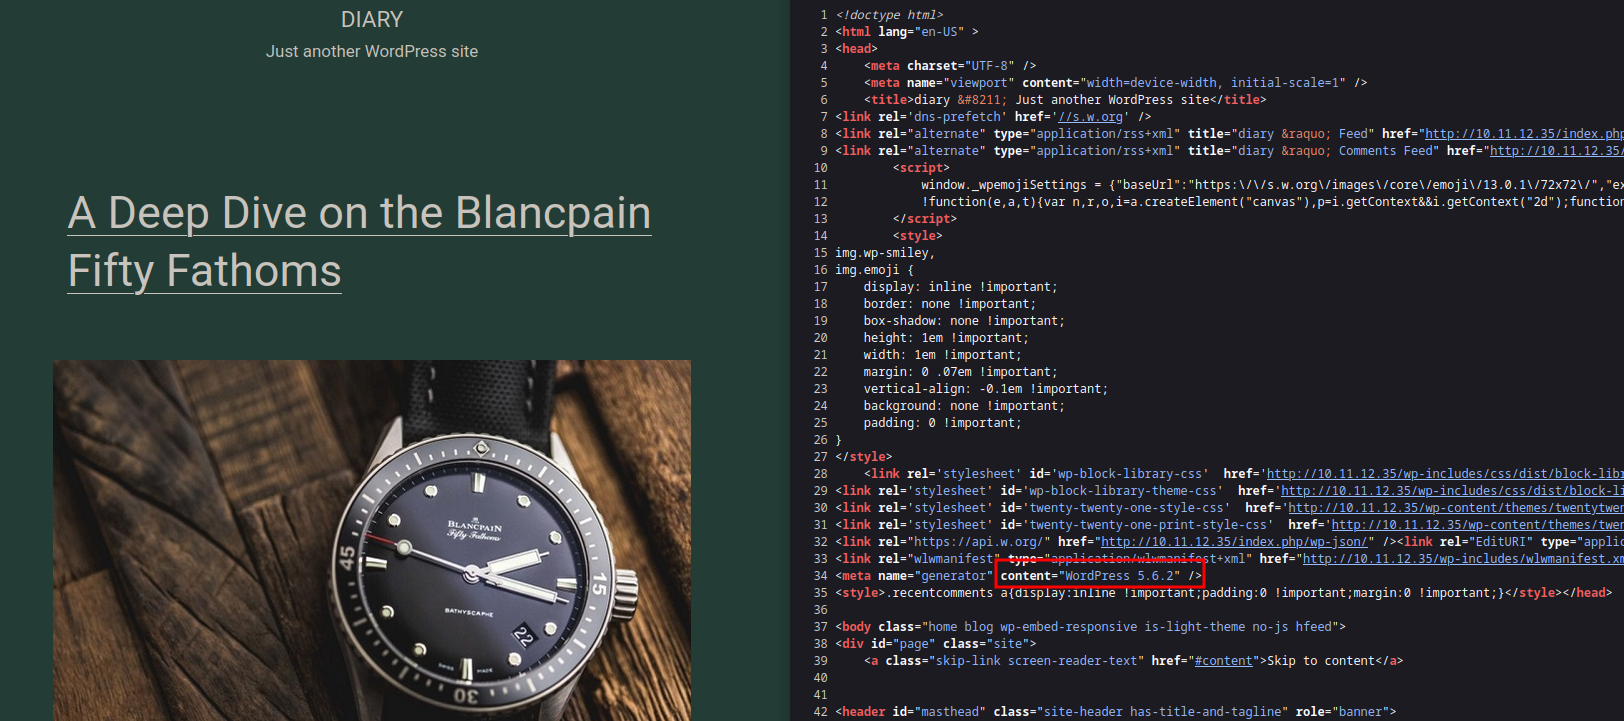 DIARY
Just another WordPress site
A Deep Dive on the Blancpain
Fifty Fathoms
BLANCPAIN
Fifty Fathoms
BATHYSCAPHE
45
15
30
22
SWISS MADE
1 <!doctype html>
2 <html lang="en-US" >
3 <head>
4 <meta charset="UTF-8" />
5 <meta name="viewport" content="width=device-width, initial-scale=1" />
6 <title>diary &#8211; Just another WordPress site</title>
7 <link rel='dns-prefetch' href='//s.w.org' />
8 <link rel="alternate" type="application/rss+xml" title="diary &raquo; Feed" href="http://10.11.12.35/index.php
9 <link rel="alternate" type="application/rss+xml" title="diary &raquo; Comments Feed" href="http://10.11.12.35/
10 <script>
11 window._wpemojiSettings = {"baseUrl":"https:\/\/s.w.org\/images\/core\/emoji\/13.0.1\/72x72\/","ex
12 !function(e,a,t){var n,r,o,i=a.createElement("canvas"),p=i.getContext&&i.getContext("2d");function
13 </script>
14 <style>
15 img.wp-smiley,
16 img.emoji {
17 display: inline !important;
18 border: none !important;
19 box-shadow: none !important;
20 height: 1em !important;
21 width: 1em !important;
22 margin: 0 .07em !important;
23 vertical-align: -0.1em !important;
24 background: none !important;
25 padding: 0 !important;
26 }
27 </style>
28 <link rel='stylesheet' id='wp-block-library-css' href='http://10.11.12.35/wp-includes/css/dist/block-libr
29 <link rel='stylesheet' id='wp-block-library-theme-css' href='http://10.11.12.35/wp-includes/css/dist/block-li
30 <link rel='stylesheet' id='twenty-twenty-one-style-css' href='http://10.11.12.35/wp-content/themes/twentytwen
31 <link rel='stylesheet' id='twenty-twenty-one-print-style-css' href='http://10.11.12.35/wp-content/themes/twen
32 <link rel="https://api.w.org/" href="http://10.11.12.35/index.php/wp-json/" /><link rel="EditURI" type="applic
33 <link rel="wlwmanifest" type="application/wlwmanifest+xml" href="http://10.11.12.35/wp-includes/wlwmanifest.xm
34 <meta name="generator" content="WordPress 5.6.2" />
35 <style>.recentcomments a{display:inline !important;padding:0 !important;margin:0 !important;}</style></head>
36
37 <body class="home blog wp-embed-responsive is-light-theme no-js hfeed">
38 <div id="page" class="site">
39 <a class="skip-link screen-reader-text" href="#content">Skip to content</a>
40
41
42 <header id="masthead" class="site-header has-title-and-tagline" role="banner">